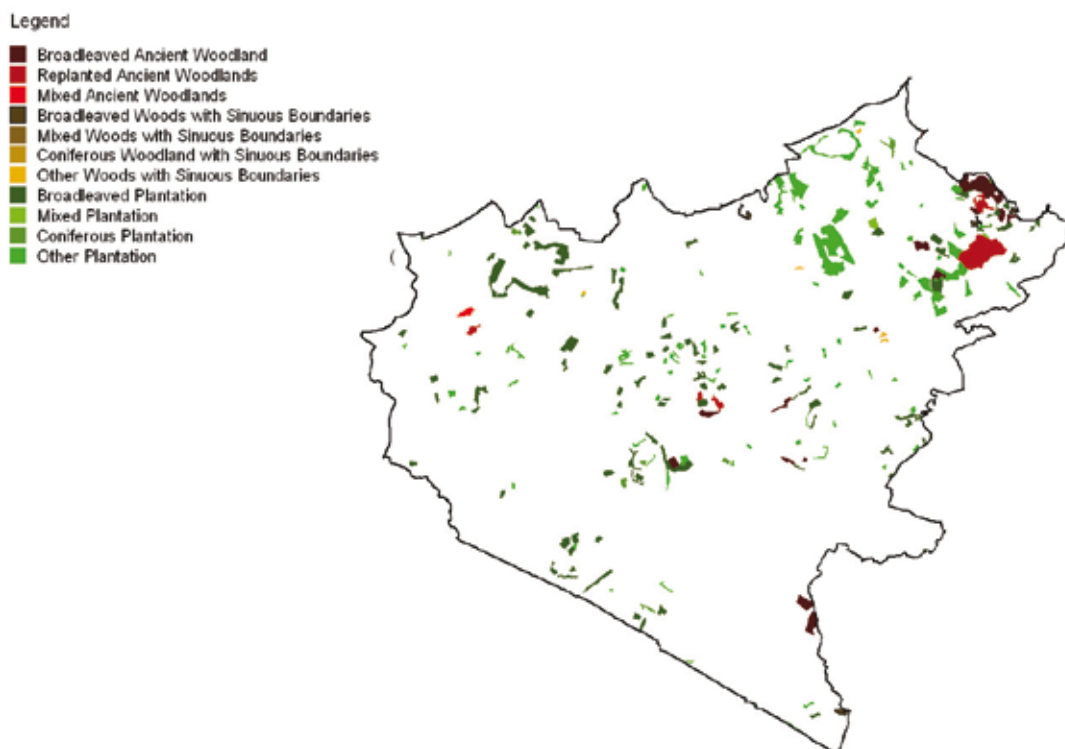 Legend
Broadleaved Ancient Woodland
Replanted Ancient Woodlands
Mixed Ancient Woodlands
Broadleaved Woods with Sinuous Boundaries
Mixed Woods with Sinuous Boundaries
Coniferous Woodland with Sinuous Boundaries
Other Woods with Sinuous Boundaries
Broadleaved Plantation
Mixed Plantation
Coniferous Plantation
Other Plantation